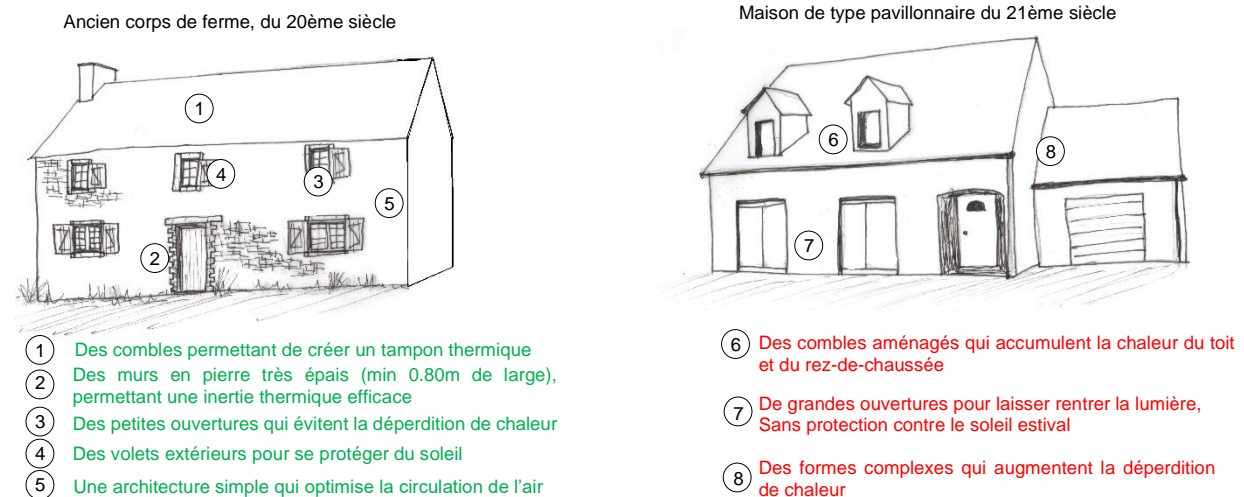 Ancien corps de ferme, du 20ème siècle
1
4
3
5
2
1 Des combles permettant de créer un tampon thermique
2 Des murs en pierre très épais (min 0.80m de large),
permettant une inertie thermique efficace
3 Des petites ouvertures qui évitent la déperdition de chaleur
4 Des volets extérieurs pour se protéger du soleil
5 Une architecture simple qui optimise la circulation de l'air
Maison de type pavillonnaire du 21ème siècle
6
8
7
6 Des combles aménagés qui accumulent la chaleur du toit
et du rez-de-chaussée
7 De grandes ouvertures pour laisser rentrer la lumière,
Sans protection contre le soleil estival
8 Des formes complexes qui augmentent la déperdition
de chaleur